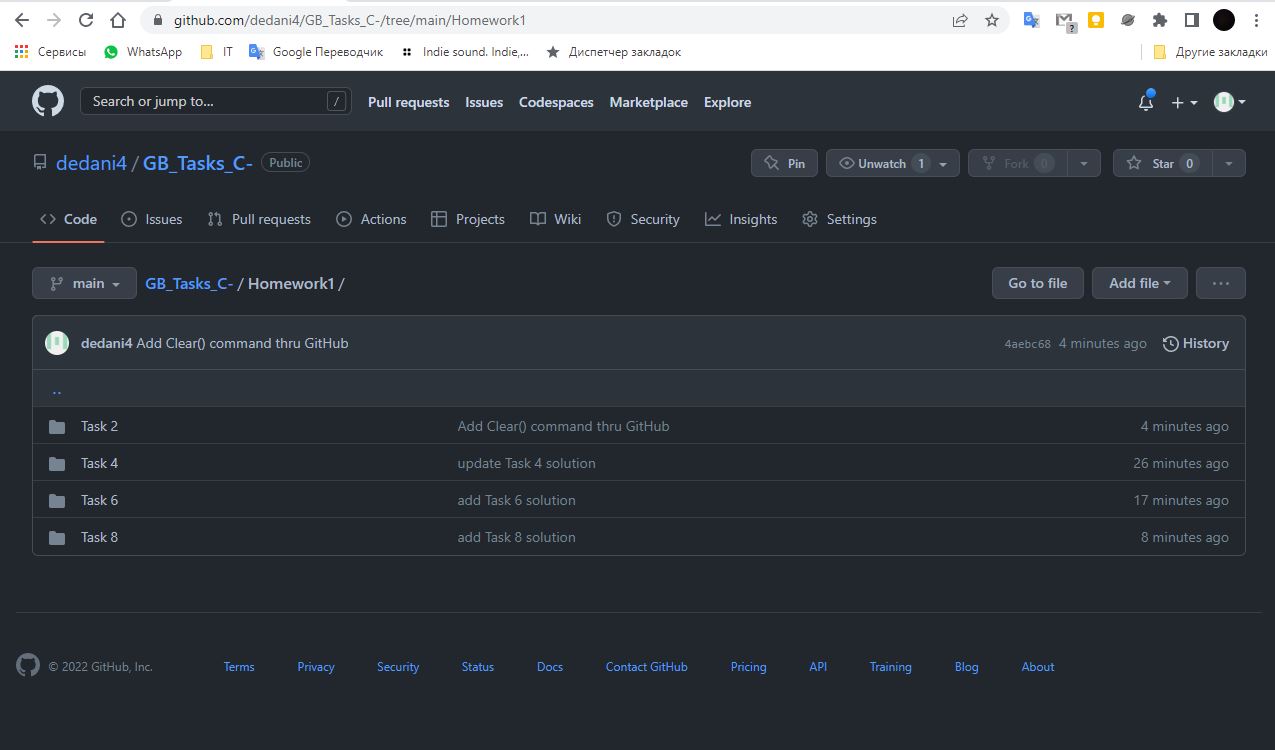 github.com/dedani4/GB_Tasks_C-/tree/main/Homework1
Сервисы WhatsApp IT Google Переводчик Indie sound. Indie,... Диспетчер закладок Другие закладки
Search or jump to... / Pull requests Issues Codespaces Marketplace Explore
dedani4 / GB_Tasks_C- Public Pin Unwatch 1 Fork 0 Star 0
Code Issues Pull requests Actions Projects Wiki Security Insights Settings
main GB_Tasks_C- / Homework1 / Go to file Add file ...
dedani4 Add Clear() command thru GitHub 4aebc68 4 minutes ago History
..
Task 2 Add Clear() command thru GitHub 4 minutes ago
Task 4 update Task 4 solution 26 minutes ago
Task 6 add Task 6 solution 17 minutes ago
Task 8 add Task 8 solution 8 minutes ago
© 2022 GitHub, Inc. Terms Privacy Security Status Docs Contact GitHub Pricing API Training Blog About